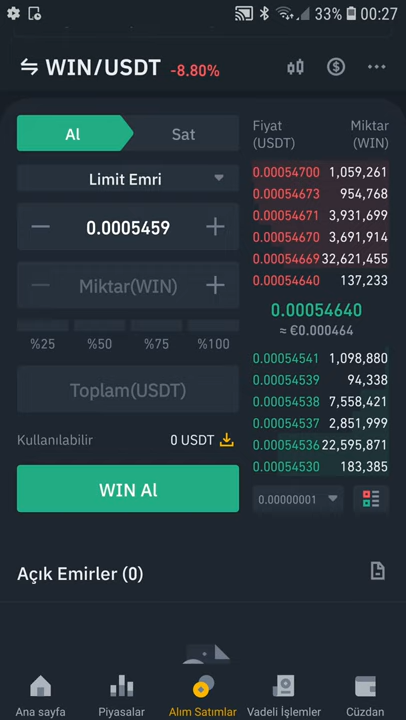 33% 00:27
WIN/USDT -8.80%
Al Sat
Limit Emri
0.0005459
Miktar(WIN)
%25 %50 %75 %100
Toplam(USDT)
Kullanılabilir 0 USDT
WIN Al
Fiyat Miktar
(USDT) (WIN)
0.00054700 1,059,261
0.00054673 954,768
0.00054671 3,931,699
0.00054670 3,691,914
0.00054669 32,621,455
0.00054640 137,233
0.00054640
≈ €0.000464
0.00054541 1,098,880
0.00054539 94,338
0.00054538 7,558,421
0.00054537 2,851,999
0.00054536 22,595,871
0.00054530 183,385
0.00000001
Açık Emirler (0)
Ana sayfa Piyasalar Alım Satımlar Vadeli İşlemler Cüzdan